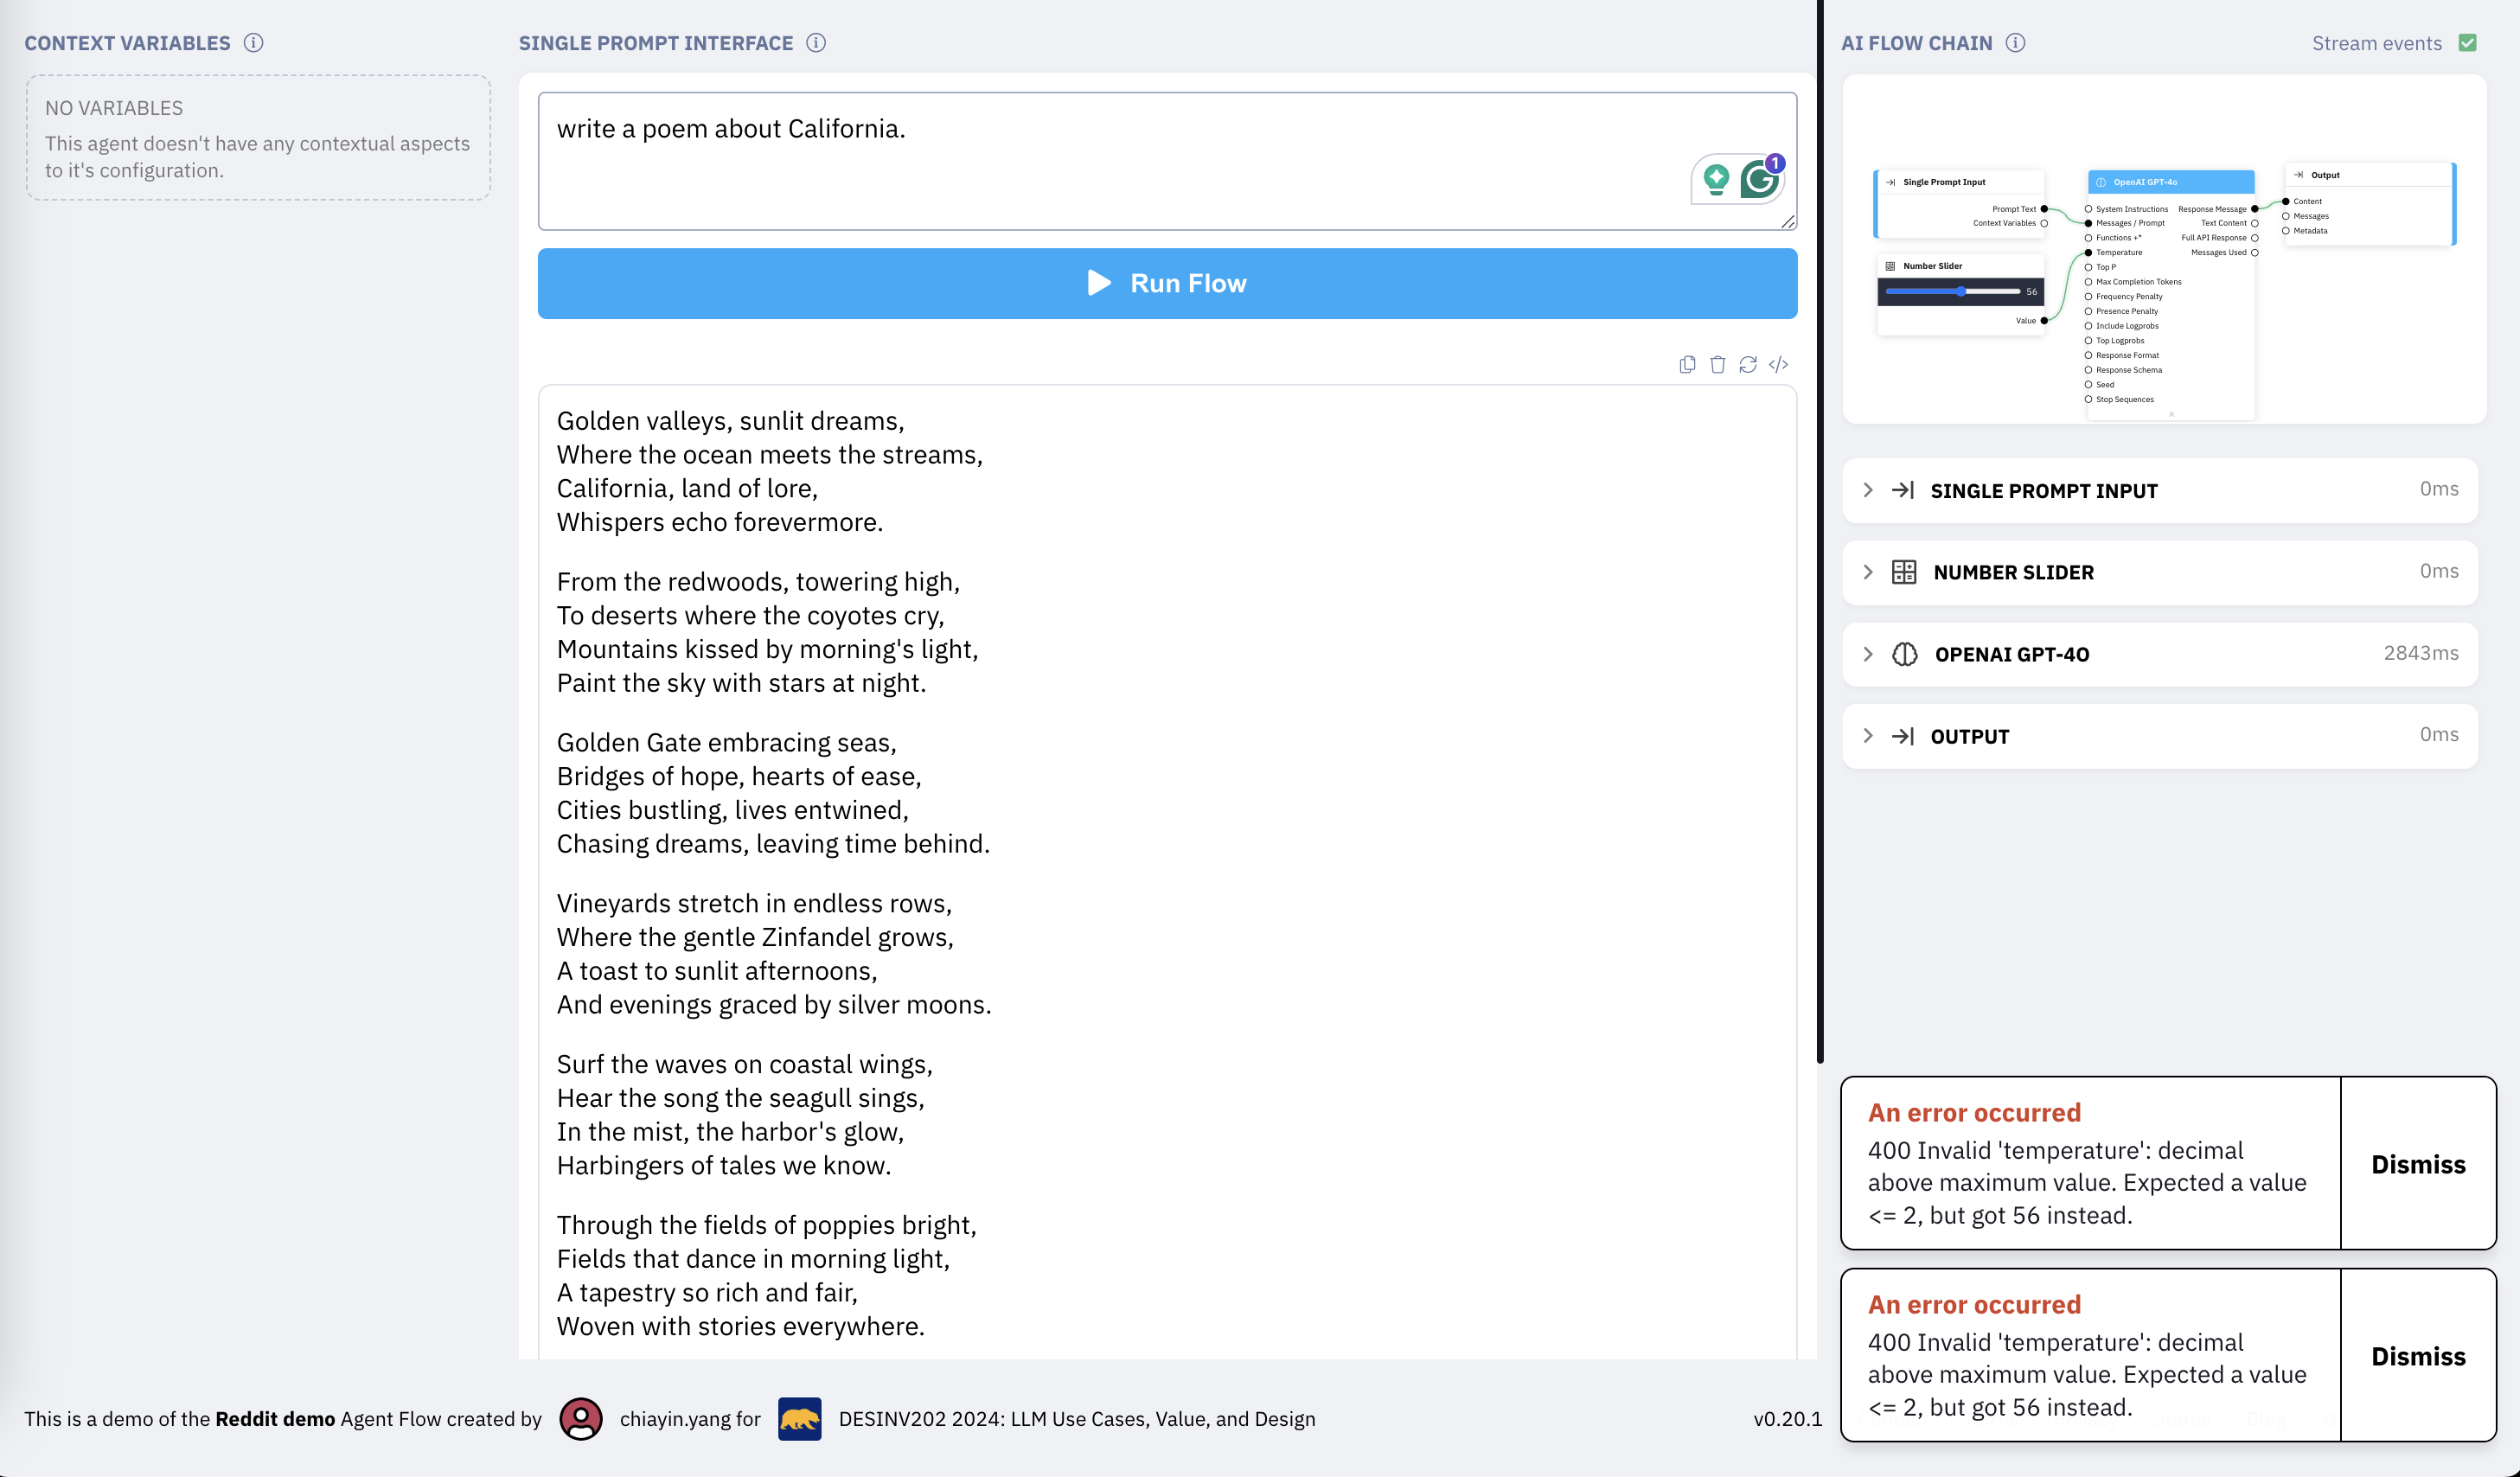 CONTEXT VARIABLES
NO VARIABLES
This agent doesn't have any contextual aspects
to it's configuration.
SINGLE PROMPT INTERFACE
write a poem about California.
1
Run Flow
Golden valleys, sunlit dreams,
Where the ocean meets the streams,
California, land of lore,
Whispers echo forevermore.
From the redwoods, towering high,
To deserts where the coyotes cry,
Mountains kissed by morning's light,
Paint the sky with stars at night.
Golden Gate embracing seas,
Bridges of hope, hearts of ease,
Cities bustling, lives entwined,
Chasing dreams, leaving time behind.
Vineyards stretch in endless rows,
Where the gentle Zinfandel grows,
A toast to sunlit afternoons,
And evenings graced by silver moons.
Surf the waves on coastal wings,
Hear the song the seagull sings,
In the mist, the harbor's glow,
Harbingers of tales we know.
Through the fields of poppies bright,
Fields that dance in morning light,
A tapestry so rich and fair,
Woven with stories everywhere.
AI FLOW CHAIN
Stream events
Single Prompt Input
Prompt Text
Context Variables
Number Slider
56
Value
OpenAI GPT-4o
System Instructions Response Message
Messages / Prompt Text Content
Functions +* Full API Response
Temperature Messages Used
Top P
Max Completion Tokens
Frequency Penalty
Presence Penalty
Include Logprobs
Top Logprobs
Response Format
Response Schema
Seed
Stop Sequences
Output
Content
Messages
Metadata
SINGLE PROMPT INPUT 0ms
NUMBER SLIDER 0ms
OPENAI GPT-4O 2843ms
OUTPUT 0ms
An error occurred
400 Invalid 'temperature': decimal
above maximum value. Expected a value
<= 2, but got 56 instead.
Dismiss
An error occurred
400 Invalid 'temperature': decimal
above maximum value. Expected a value
<= 2, but got 56 instead.
Dismiss
This is a demo of the Reddit demo Agent Flow created by chiayin.yang for DESINV202 2024: LLM Use Cases, Value, and Design
v0.20.1